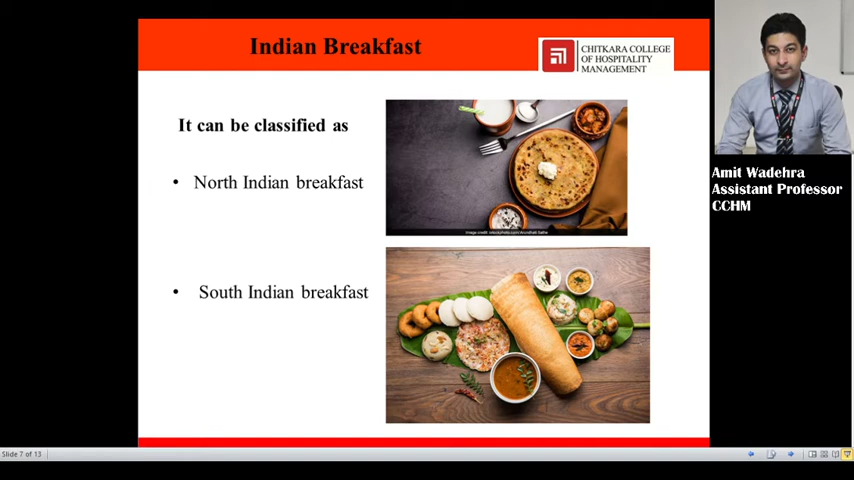 Indian Breakfast
CHITKARA COLLEGE
OF HOSPITALITY
MANAGEMENT
It can be classified as
• North Indian breakfast
• South Indian breakfast
Amit Wadehra
Assistant Professor
CCHM
Slide 7 of 13